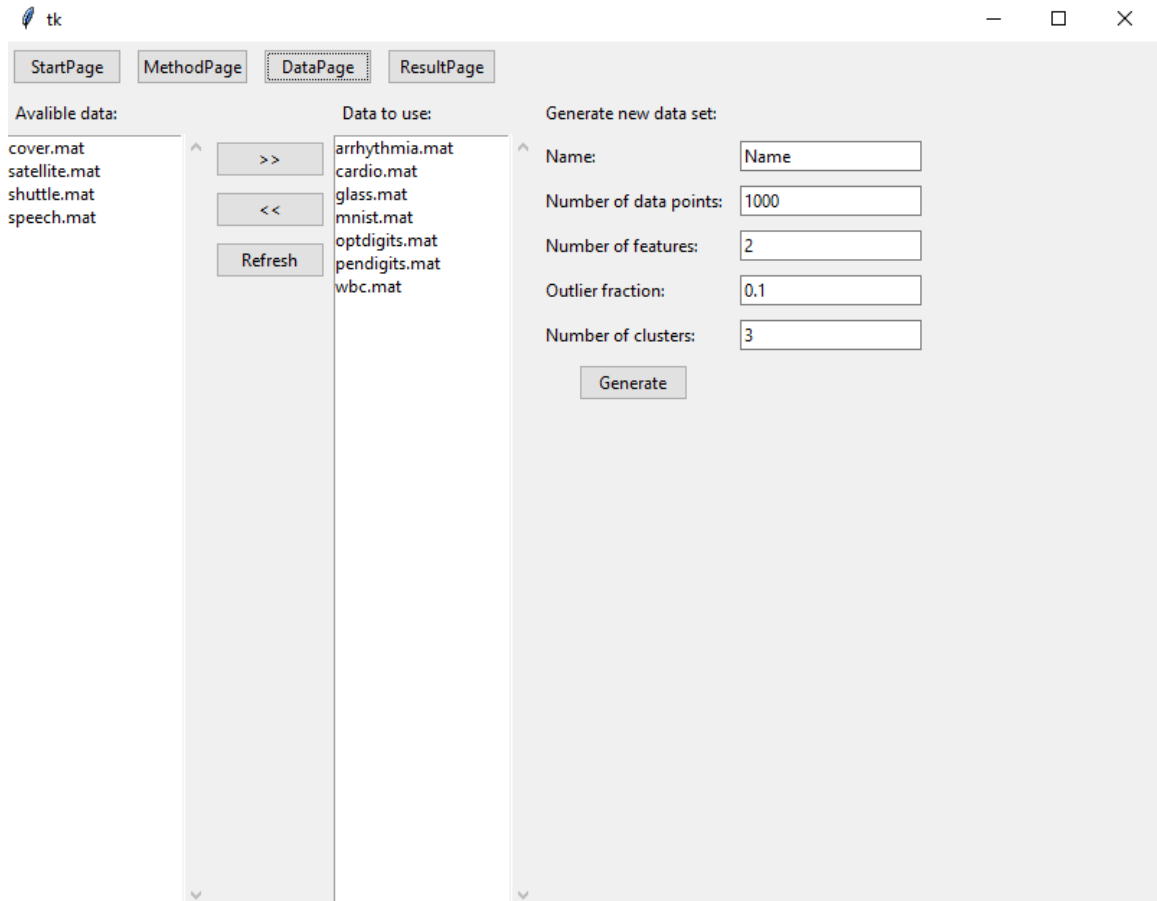 tk
StartPage MethodPage DataPage ResultPage
Avalible data:
cover.mat
satellite.mat
shuttle.mat
speech.mat
>>
<<
Refresh
Data to use:
arrhythmia.mat
cardio.mat
glass.mat
mnist.mat
optdigits.mat
pendigits.mat
wbc.mat
Generate new data set:
Name: Name
Number of data points: 1000
Number of features: 2
Outlier fraction: 0.1
Number of clusters: 3
Generate